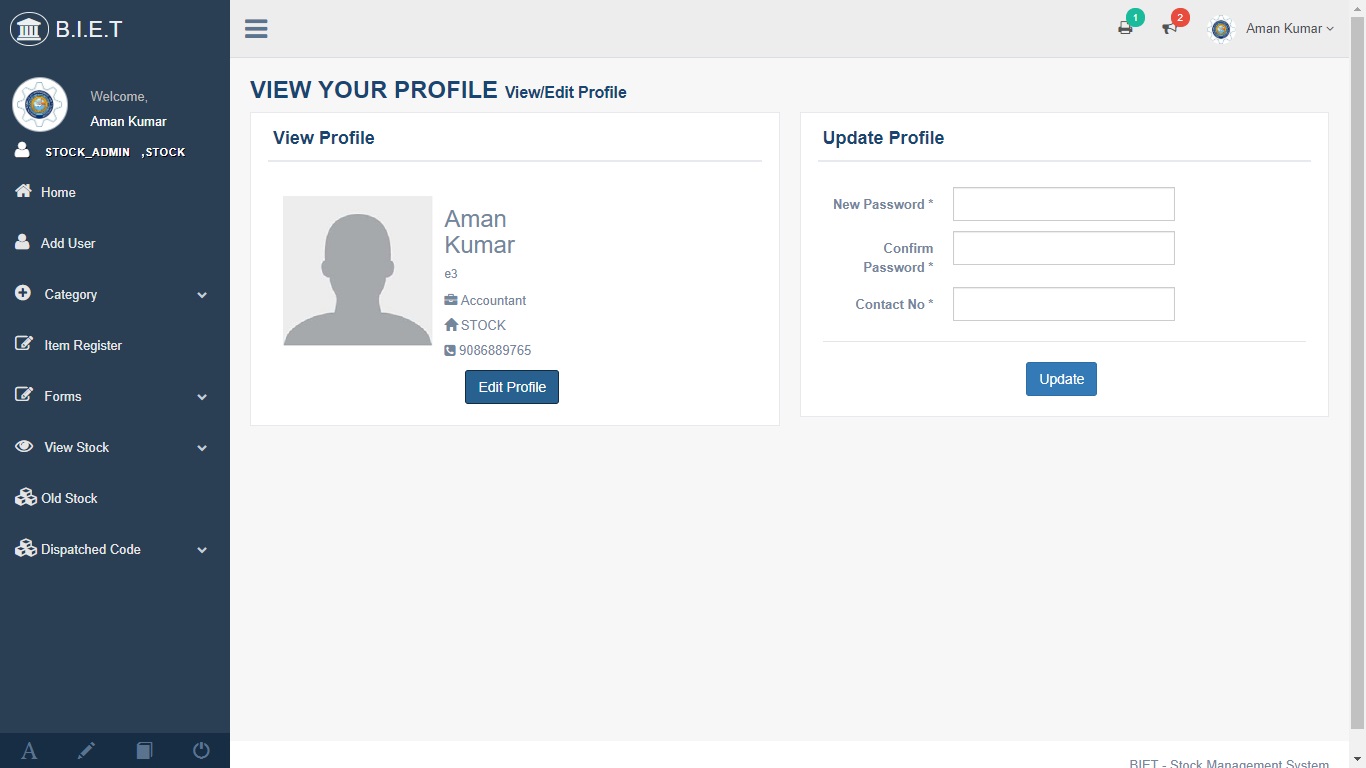 B.I.E.T
1
2
Aman Kumar
Welcome,
Aman Kumar
STOCK_ADMIN ,STOCK
Home
Add User
Category
Item Register
Forms
View Stock
Old Stock
Dispatched Code
A
VIEW YOUR PROFILE View/Edit Profile
View Profile
Aman
Kumar
e3
Accountant
STOCK
9086889765
Edit Profile
Update Profile
New Password *
Confirm
Password *
Contact No *
Update
BIET - Stock Management System